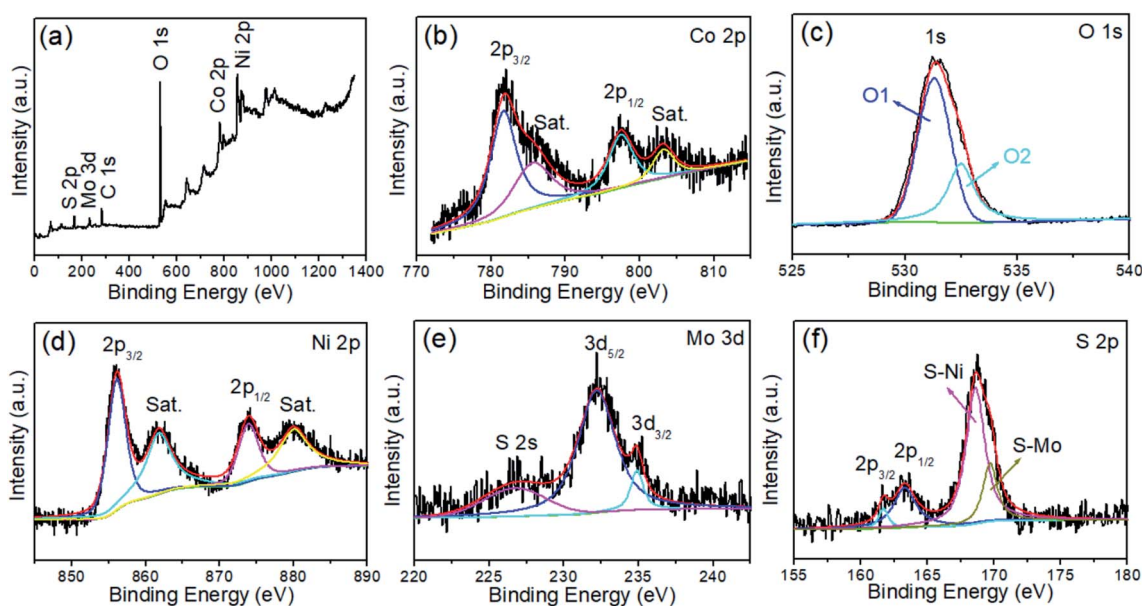 (a)
O 1s
Co 2p
Ni 2p
S 2p
Mo 3d
C 1s
Intensity (a.u.)
0 200 400 600 800 1000 1200 1400
Binding Energy (eV)
(b)
Co 2p
2p3/2
Sat.
2p1/2
Sat.
Intensity (a.u.)
770 780 790 800 810
Binding Energy (eV)
(c)
1s
O 1s
O1
O2
Intensity (a.u.)
525 530 535 540
Binding Energy (eV)
(d)
Ni 2p
2p3/2
Sat.
2p1/2
Sat.
Intensity (a.u.)
850 860 870 880 890
Binding Energy (eV)
(e)
Mo 3d
3d5/2
S 2s
3d3/2
Intensity (a.u.)
220 225 230 235 240
Binding Energy (eV)
(f)
S 2p
S-Ni
S-Mo
2p3/2
2p1/2
Intensity (a.u.)
155 160 165 170 175 180
Binding Energy (eV)